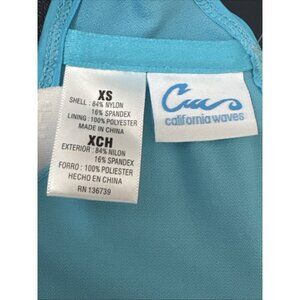 XS
SHELL : 84% NYLON
16% SPANDEX
LINING : 100% POLYESTER
MADE IN CHINA
XCH
EXTERIOR : 84% NILON
16% SPANDEX
FORRO : 100% POLIESTER
HECHO EN CHINA
RN 136739
california waves